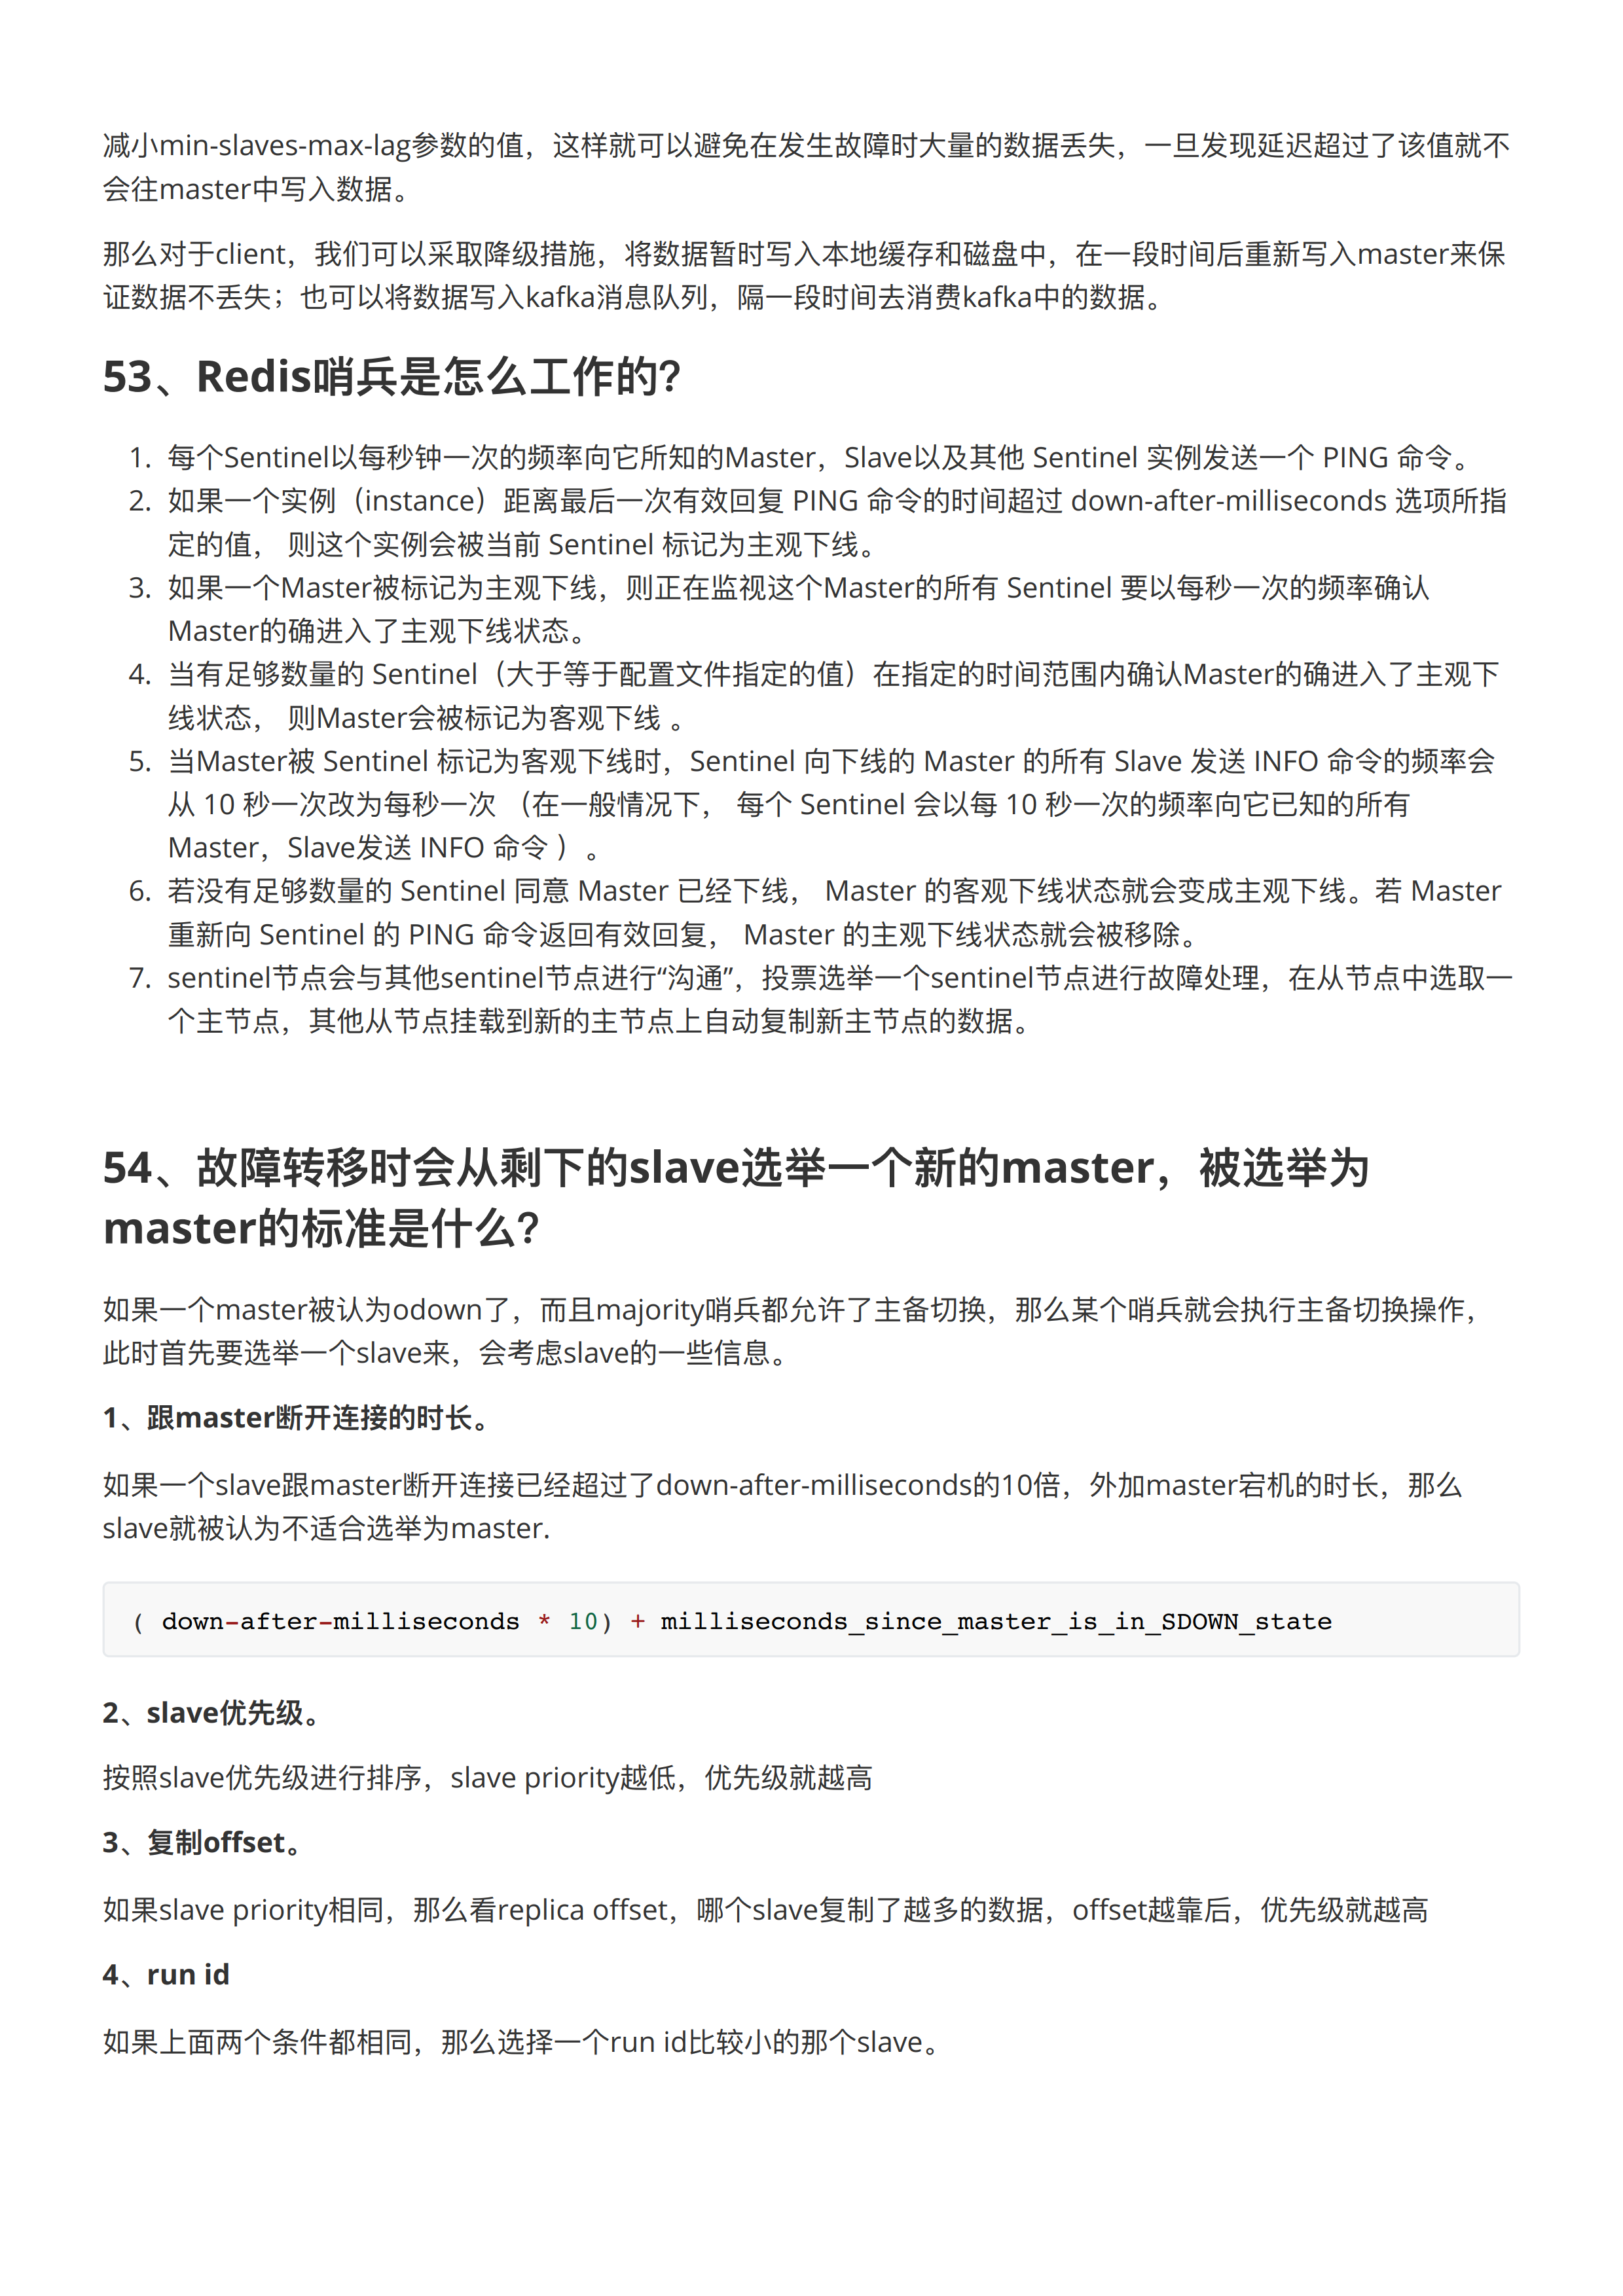 减小min-slaves-max-lag参数的值，这样就可以避免在发生故障时大量的数据丢失，一旦发现延迟超过了该值就不
会往master中写入数据。
那么对于client，我们可以采取降级措施，将数据暂时写入本地缓存和磁盘中，在一段时间后重新写入master来保
证数据不丢失；也可以将数据写入kafka消息队列，隔一段时间去消费kafka中的数据。
53、Redis哨兵是怎么工作的？
1. 每个Sentinel以每秒钟一次的频率向它所知的Master，Slave以及其他 Sentinel 实例发送一个 PING 命令。
2. 如果一个实例（instance）距离最后一次有效回复 PING 命令的时间超过 down-after-milliseconds 选项所指
定的值， 则这个实例会被当前 Sentinel 标记为主观下线。
3. 如果一个Master被标记为主观下线，则正在监视这个Master的所有 Sentinel 要以每秒一次的频率确认
Master的确进入了主观下线状态。
4. 当有足够数量的 Sentinel（大于等于配置文件指定的值）在指定的时间范围内确认Master的确进入了主观下
线状态， 则Master会被标记为客观下线 。
5. 当Master被 Sentinel 标记为客观下线时，Sentinel 向下线的 Master 的所有 Slave 发送 INFO 命令的频率会
从 10 秒一次改为每秒一次 （在一般情况下， 每个 Sentinel 会以每 10 秒一次的频率向它已知的所有
Master，Slave发送 INFO 命令 ）。
6. 若没有足够数量的 Sentinel 同意 Master 已经下线， Master 的客观下线状态就会变成主观下线。若 Master
重新向 Sentinel 的 PING 命令返回有效回复， Master 的主观下线状态就会被移除。
7. sentinel节点会与其他sentinel节点进行“沟通”，投票选举一个sentinel节点进行故障处理，在从节点中选取一
个主节点，其他从节点挂载到新的主节点上自动复制新主节点的数据。
54、故障转移时会从剩下的slave选举一个新的master，被选举为
master的标准是什么？
如果一个master被认为odown了，而且majority哨兵都允许了主备切换，那么某个哨兵就会执行主备切换操作，
此时首先要选举一个slave来，会考虑slave的一些信息。
1、跟master断开连接的时长。
如果一个slave跟master断开连接已经超过了down-after-milliseconds的10倍，外加master宕机的时长，那么
slave就被认为不适合选举为master.
( down-after-milliseconds * 10) + milliseconds_since_master_is_in_SDOWN_state
2、slave优先级。
按照slave优先级进行排序，slave priority越低，优先级就越高
3、复制offset。
如果slave priority相同，那么看replica offset，哪个slave复制了越多的数据，offset越靠后，优先级就越高
4、run id
如果上面两个条件都相同，那么选择一个run id比较小的那个slave。